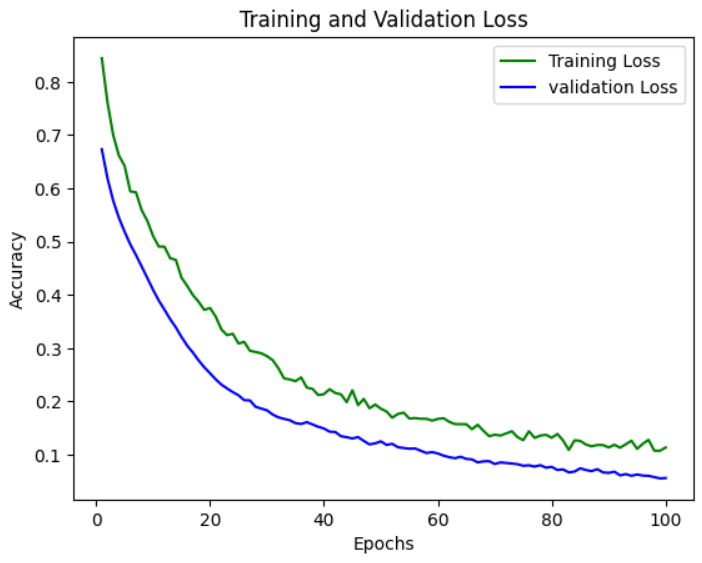 Training and Validation Loss
Training Loss
validation Loss
0.8
0.7
0.6
0.5
0.4
0.3
0.2
0.1
Accuracy
0 20 40 60 80 100
Epochs